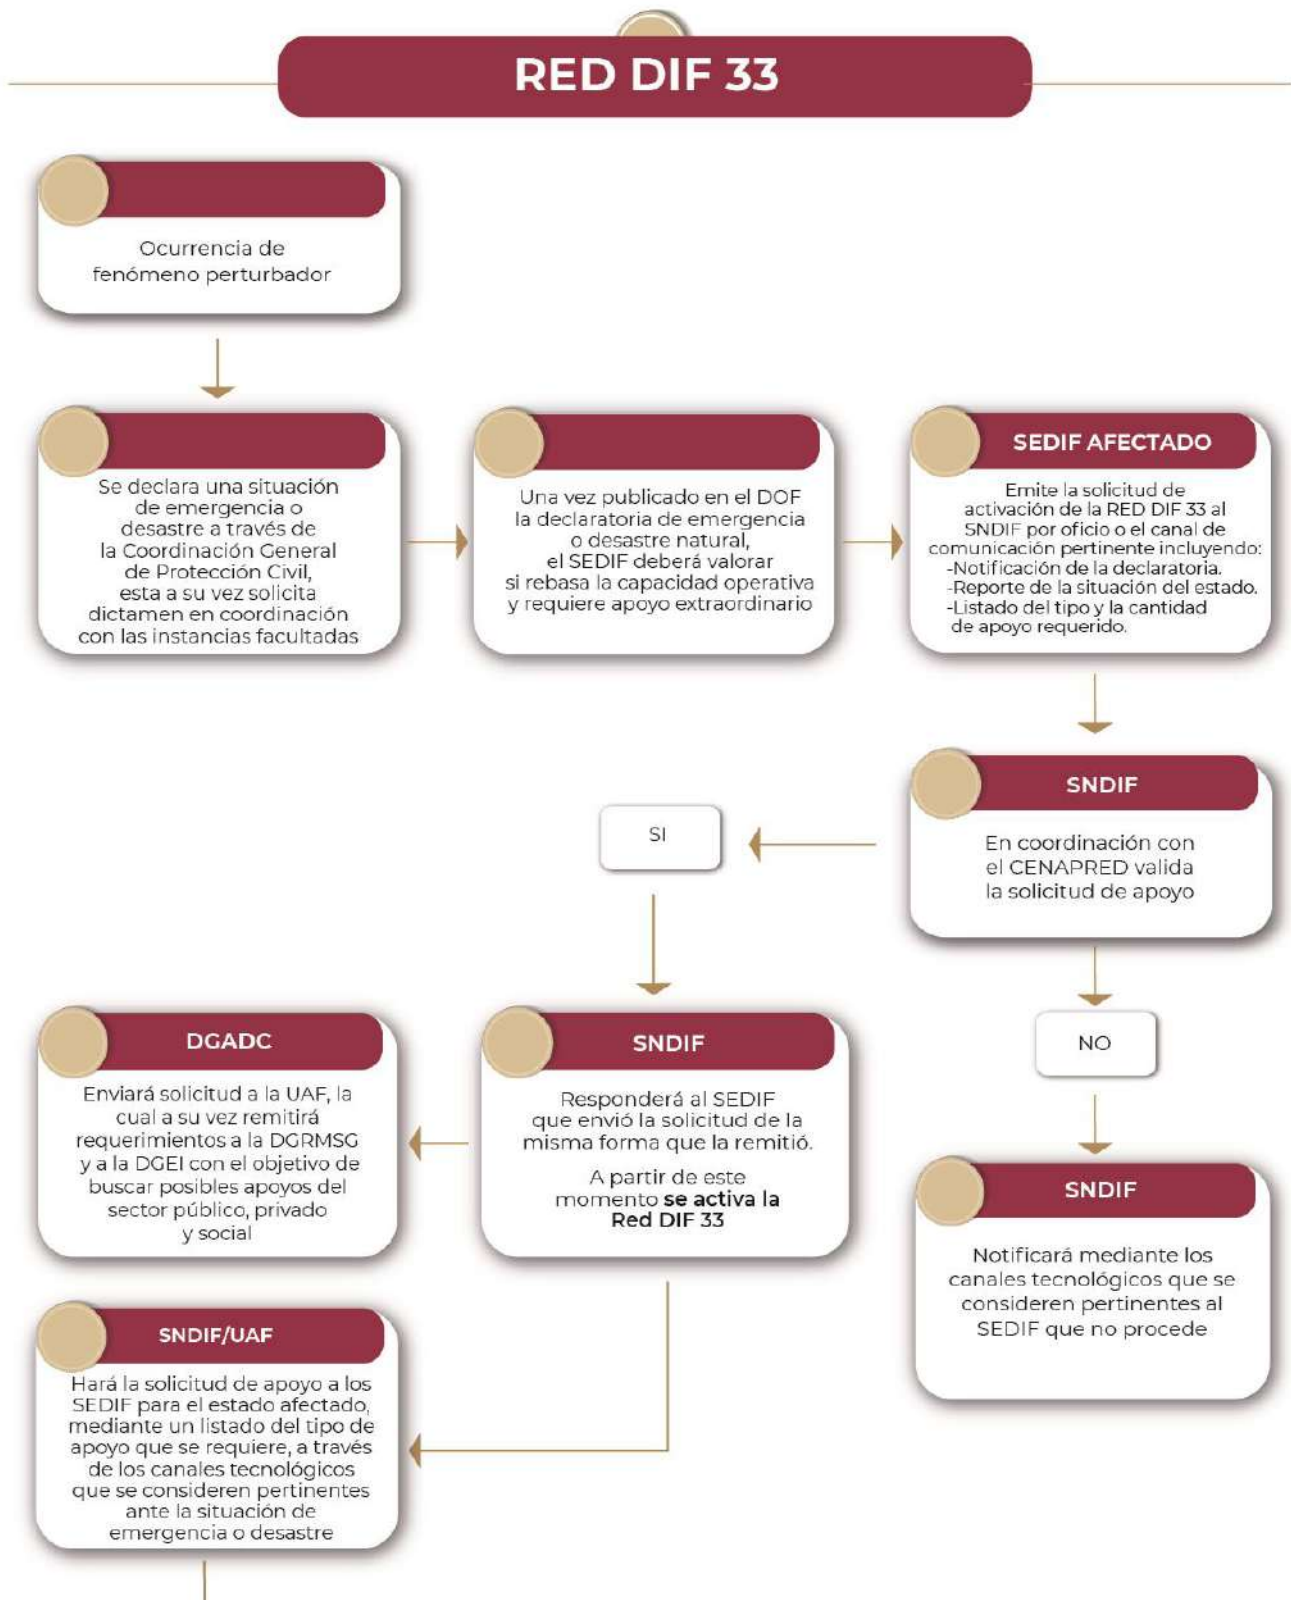 RED DIF 33
Ocurrencia de
fenómeno perturbador
Se declara una situación
de emergencia o
desastre a través de
la Coordinación General
de Protección Civil,
esta a su vez solicita
dictamen en coordinación
con las instancias facultadas
Una vez publicado en el DOF
la declaratoria de emergencia
o desastre natural,
el SEDIF deberá valorar
si rebasa la capacidad operativa
y requiere apoyo extraordinario
SEDIF AFECTADO
Emite la solicitud de
activación de la RED DIF 33 al
SNDIF por oficio o el canal de
comunicación pertinente incluyendo:
-Notificación de la declaratoria.
-Reporte de la situación del estado.
-Listado del tipo y la cantidad
de apoyo requerido.
SNDIF
En coordinación con
el CENAPRED valida
la solicitud de apoyo
SI
NO
DGADC
Enviará solicitud a la UAF, la
cual a su vez remitirá
requerimientos a la DGRMSG
y a la DGEI con el objetivo de
buscar posibles apoyos del
sector público, privado
y social
SNDIF
Responderá al SEDIF
que envió la solicitud de la
misma forma que la remitió.
A partir de este
momento se activa la
Red DIF 33
SNDIF
Notificará mediante los
canales tecnológicos que se
consideren pertinentes al
SEDIF que no procede
SNDIF/UAF
Hará la solicitud de apoyo a los
SEDIF para el estado afectado,
mediante un listado del tipo de
apoyo que se requiere, a través
de los canales tecnológicos
que se consideren pertinentes
ante la situación de
emergencia o desastre